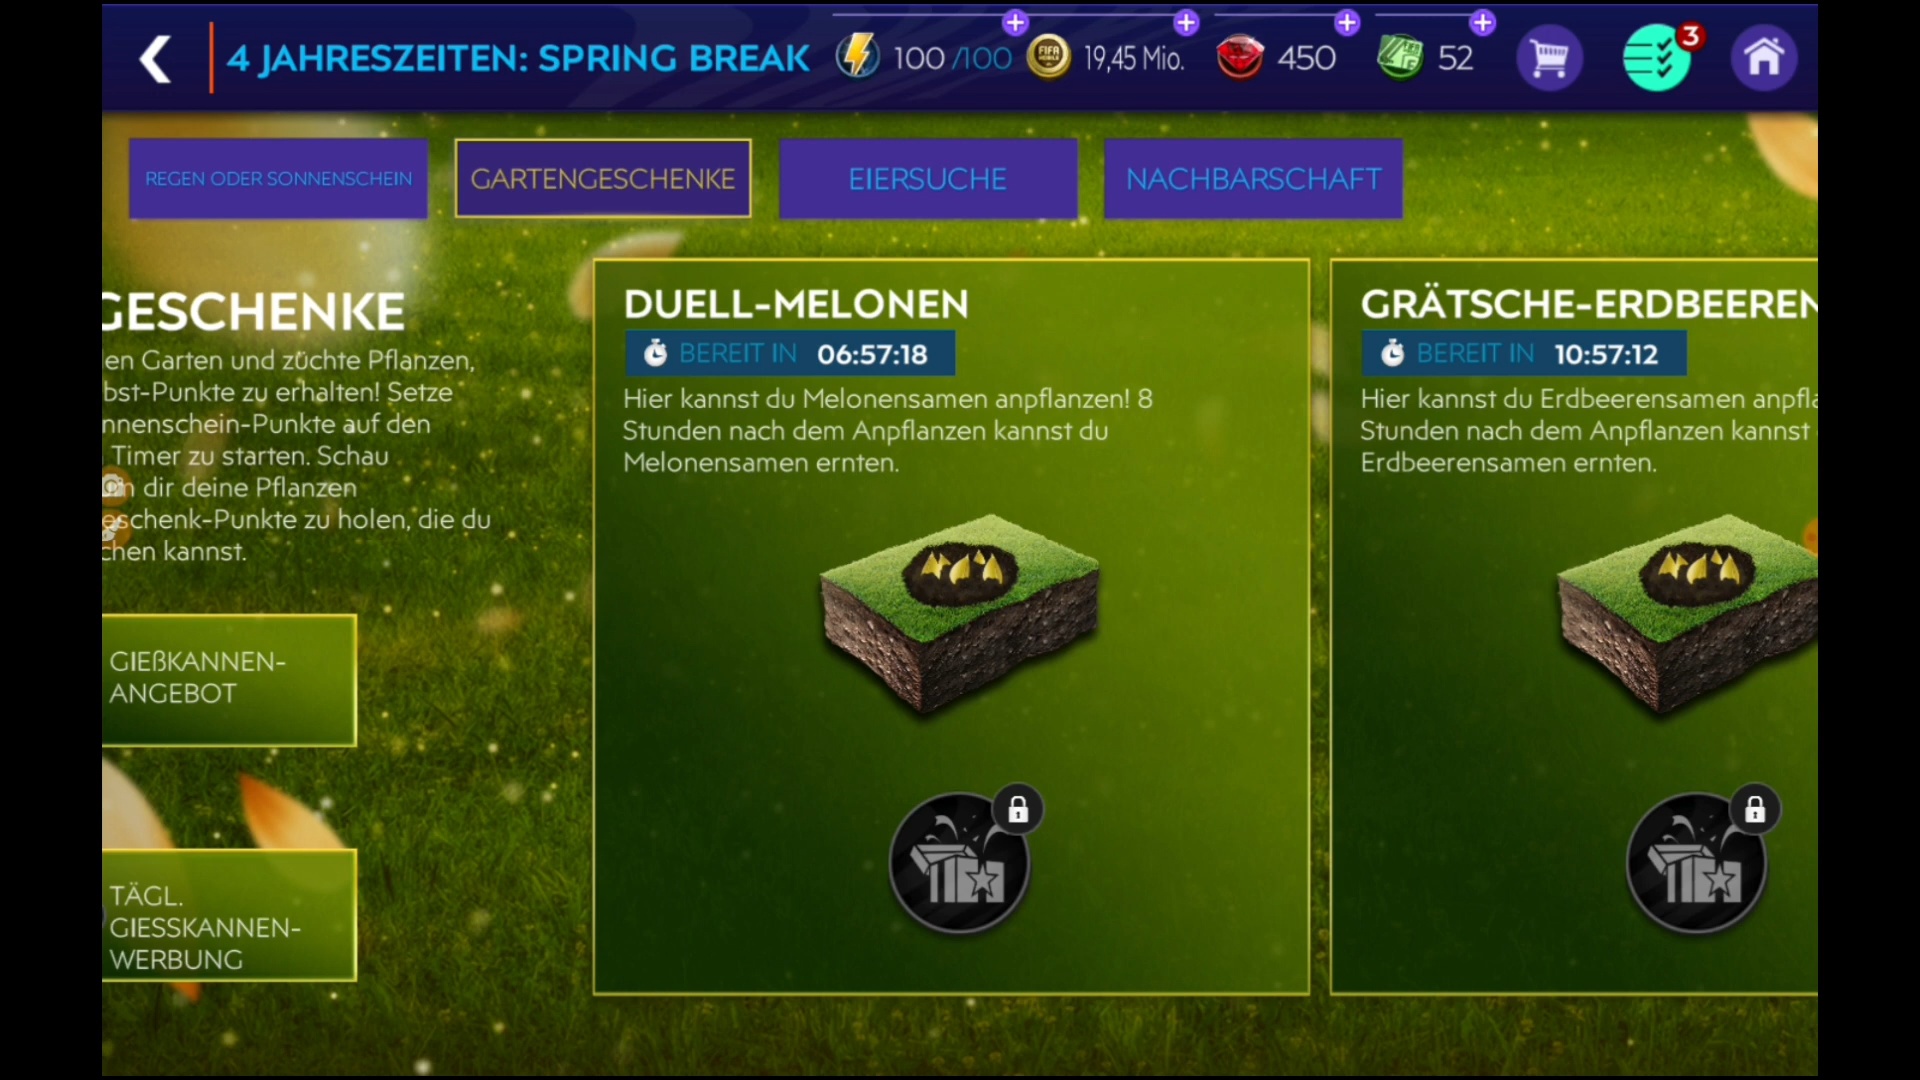 4 JAHRESZEITEN: SPRING BREAK
100 /100
19,45 Mio.
450
52
3
REGEN ODER SONNENSCHEIN
GARTENGESCHENKE
EIERSUCHE
NACHBARSCHAFT
GESCHENKE
en Garten und züchte Pflanzen,
bst-Punkte zu erhalten! Setze
nnenschein-Punkte auf den
Timer zu starten. Schau
m dir deine Pflanzen
eschenk-Punkte zu holen, die du
chen kannst.
GIEßKANNEN-
ANGEBOT
TÄGL.
GIESSKANNEN-
WERBUNG
DUELL-MELONEN
BEREIT IN 06:57:18
Hier kannst du Melonensamen anpflanzen! 8
Stunden nach dem Anpflanzen kannst du
Melonensamen ernten.
GRÄTSCHE-ERDBEEREN
BEREIT IN 10:57:12
Hier kannst du Erdbeerensamen anpfla
Stunden nach dem Anpflanzen kannst
Erdbeerensamen ernten.